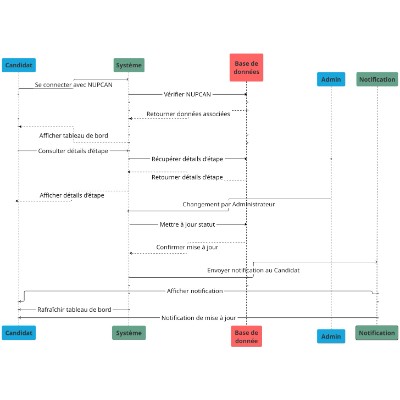 Candidat
Système
Base de
données
Admin
Notification
Se connecter avec NUPCAN
Vérifier NUPCAN
Retourner données associées
Afficher tableau de bord
Consulter détails d'étape
Récupérer détails d'étape
Retourner détails d'étape
Afficher détails d'étape
Changement par Administrateur
Mettre à jour statut
Confirmer mise à jour
Envoyer notification au Candidat
Afficher notification
Rafraîchir tableau de bord
Notification de mise à jour
Candidat
Système
Base de
donnée
Admin
Notification